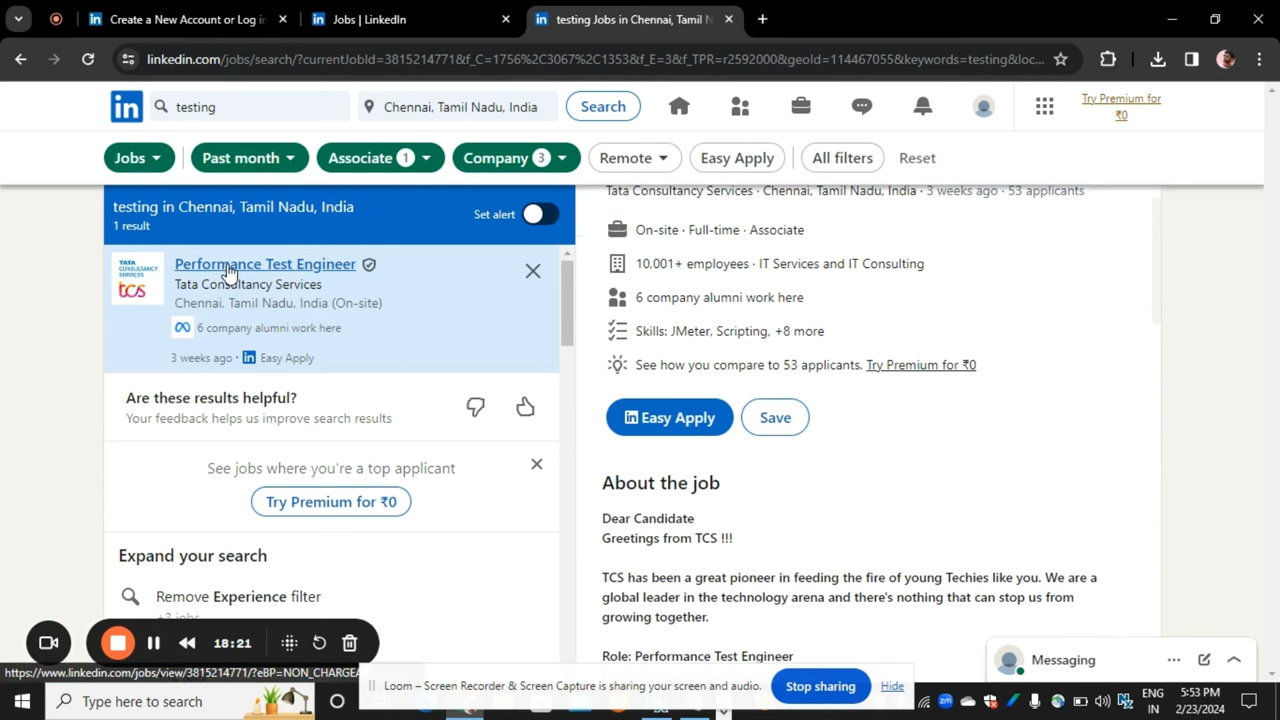 Create a New Account or Log in
Jobs | LinkedIn
testing Jobs in Chennai, Tamil N
linkedin.com/jobs/search/?currentJobId=3815214771&f_C=1756%2C3067%2C1353&f_E=3&f_TPR=r2592000&geoId=114467055&keywords=testing&loc...
in
testing
Chennai, Tamil Nadu, India
Search
Try Premium for
₹0
Jobs
Past month
Associate 1
Company 3
Remote
Easy Apply
All filters
Reset
testing in Chennai, Tamil Nadu, India
1 result
Set alert
TATA
CONSULTANCY
SERVICES
tcs
Performance Test Engineer
Tata Consultancy Services
Chennai, Tamil Nadu, India (On-site)
6 company alumni work here
3 weeks ago · in Easy Apply
Are these results helpful?
Your feedback helps us improve search results
See jobs where you're a top applicant
Try Premium for ₹0
Expand your search
Remove Experience filter
+3 jobs
Tata Consultancy Services · Chennai, Tamil Nadu, India · 3 weeks ago · 53 applicants
On-site · Full-time · Associate
10,001+ employees · IT Services and IT Consulting
6 company alumni work here
Skills: JMeter, Scripting, +8 more
See how you compare to 53 applicants. Try Premium for ₹0
in Easy Apply
Save
About the job
Dear Candidate
Greetings from TCS !!!
TCS has been a great pioneer in feeding the fire of young Techies like you. We are a
global leader in the technology arena and there's nothing that can stop us from
growing together.
Role: Performance Test Engineer
Messaging
18:21
https://www.linkedin.com/jobs/view/3815214771/?eBP=NON_CHARGEA
Loom – Screen Recorder & Screen Capture is sharing your screen and audio.
Stop sharing
Hide
Type here to search
ENG
IN
5:53 PM
2/23/2024